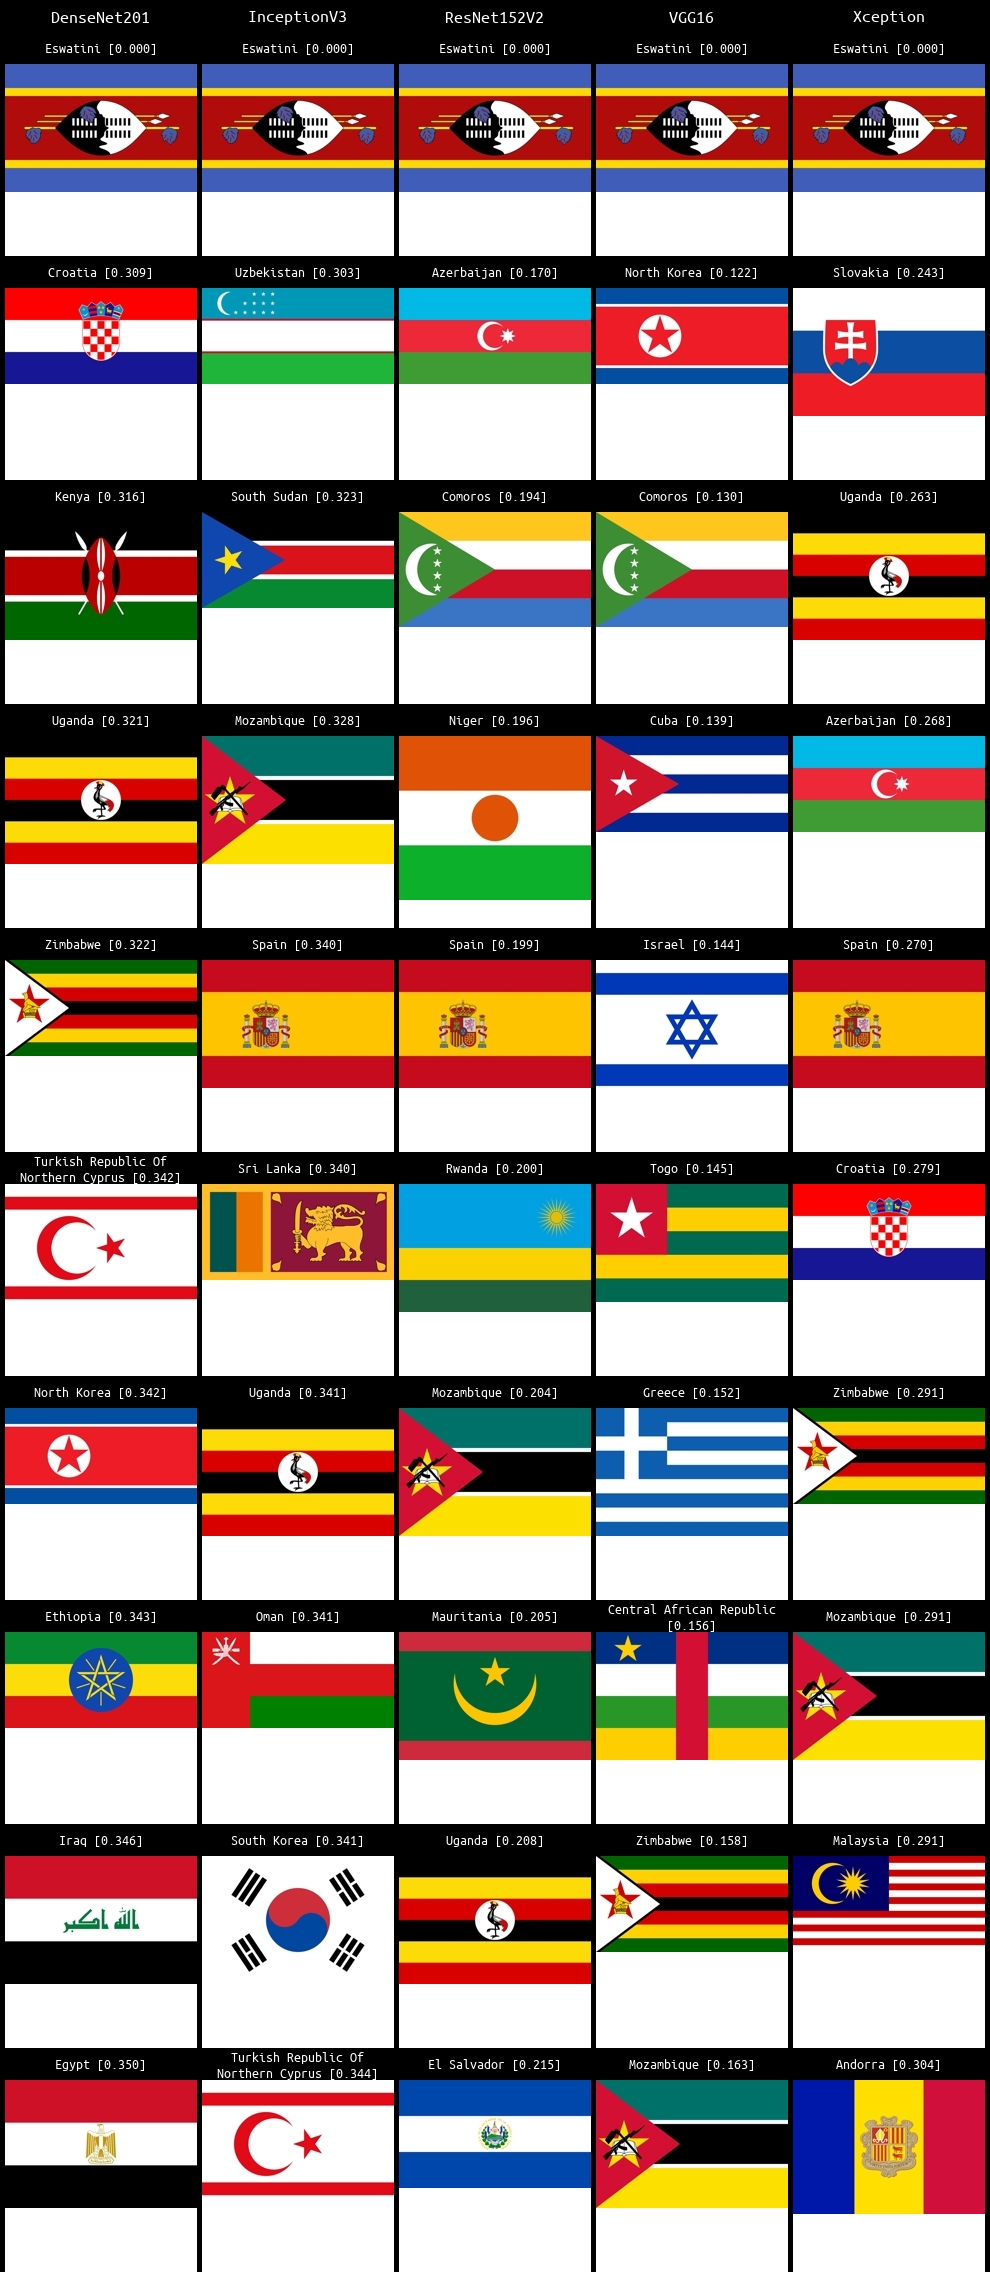 DenseNet201 InceptionV3 ResNet152V2 VGG16 Xception
Eswatini [0.000] Eswatini [0.000] Eswatini [0.000] Eswatini [0.000] Eswatini [0.000]
Croatia [0.309] Uzbekistan [0.303] Azerbaijan [0.170] North Korea [0.122] Slovakia [0.243]
Kenya [0.316] South Sudan [0.323] Comoros [0.194] Comoros [0.130] Uganda [0.263]
Uganda [0.321] Mozambique [0.328] Niger [0.196] Cuba [0.139] Azerbaijan [0.268]
Zimbabwe [0.322] Spain [0.340] Spain [0.199] Israel [0.144] Spain [0.270]
Turkish Republic Of
Northern Cyprus [0.342] Sri Lanka [0.340] Rwanda [0.200] Togo [0.145] Croatia [0.279]
North Korea [0.342] Uganda [0.341] Mozambique [0.204] Greece [0.152] Zimbabwe [0.291]
Ethiopia [0.343] Oman [0.341] Mauritania [0.205] Central African Republic
[0.156] Mozambique [0.291]
Iraq [0.346] South Korea [0.341] Uganda [0.208] Zimbabwe [0.158] Malaysia [0.291]
الله اكبر
Egypt [0.350] Turkish Republic Of
Northern Cyprus [0.344] El Salvador [0.215] Mozambique [0.163] Andorra [0.304]